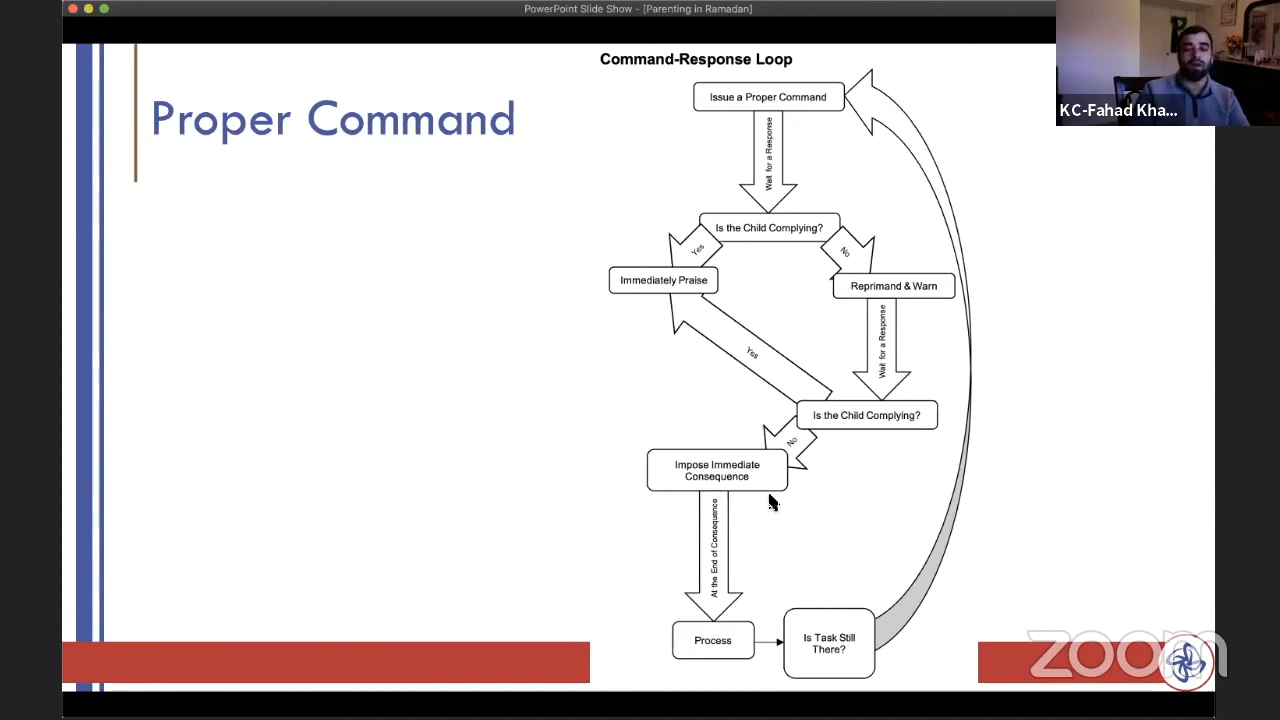 PowerPoint Slide Show - [Parenting in Ramadan]
Proper Command
Command-Response Loop
Issue a Proper Command
Wait for a Response
Is the Child Complying?
Yes
No
Immediately Praise
Reprimand & Warn
Wait for a Response
Yes
Is the Child Complying?
No
Impose Immediate
Consequence
At the End of Consequence
Process
Is Task Still
There?
KC-Fahad Kha...
zoom